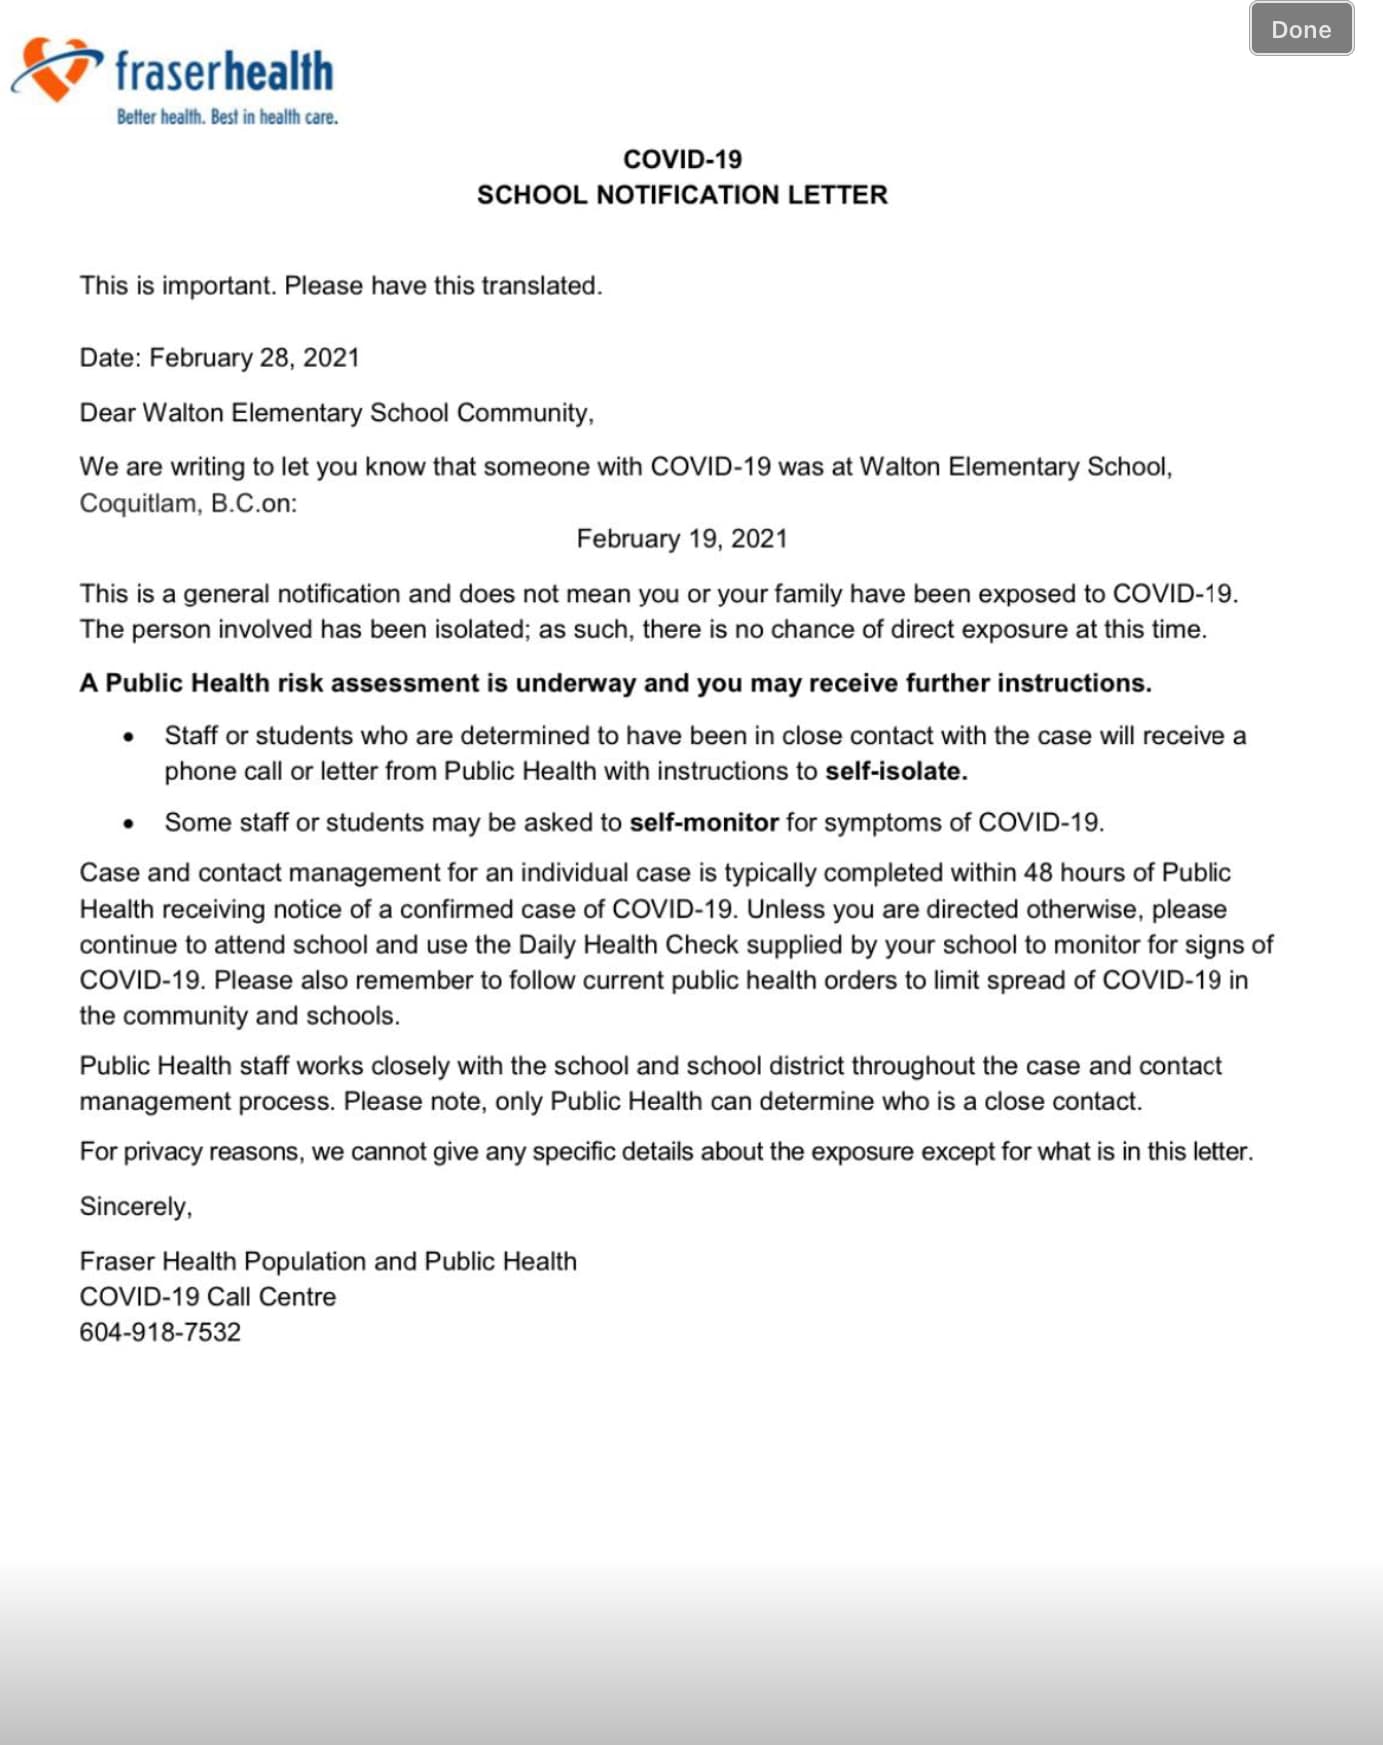 Done
fraserhealth
Better health. Best in health care.
COVID-19
SCHOOL NOTIFICATION LETTER
This is important. Please have this translated.
Date: February 28, 2021
Dear Walton Elementary School Community,
We are writing to let you know that someone with COVID-19 was at Walton Elementary School,
Coquitlam, B.C.on:
February 19, 2021
This is a general notification and does not mean you or your family have been exposed to COVID-19.
The person involved has been isolated; as such, there is no chance of direct exposure at this time.
A Public Health risk assessment is underway and you may receive further instructions.
• Staff or students who are determined to have been in close contact with the case will receive a
phone call or letter from Public Health with instructions to self-isolate.
• Some staff or students may be asked to self-monitor for symptoms of COVID-19.
Case and contact management for an individual case is typically completed within 48 hours of Public
Health receiving notice of a confirmed case of COVID-19. Unless you are directed otherwise, please
continue to attend school and use the Daily Health Check supplied by your school to monitor for signs of
COVID-19. Please also remember to follow current public health orders to limit spread of COVID-19 in
the community and schools.
Public Health staff works closely with the school and school district throughout the case and contact
management process. Please note, only Public Health can determine who is a close contact.
For privacy reasons, we cannot give any specific details about the exposure except for what is in this letter.
Sincerely,
Fraser Health Population and Public Health
COVID-19 Call Centre
604-918-7532